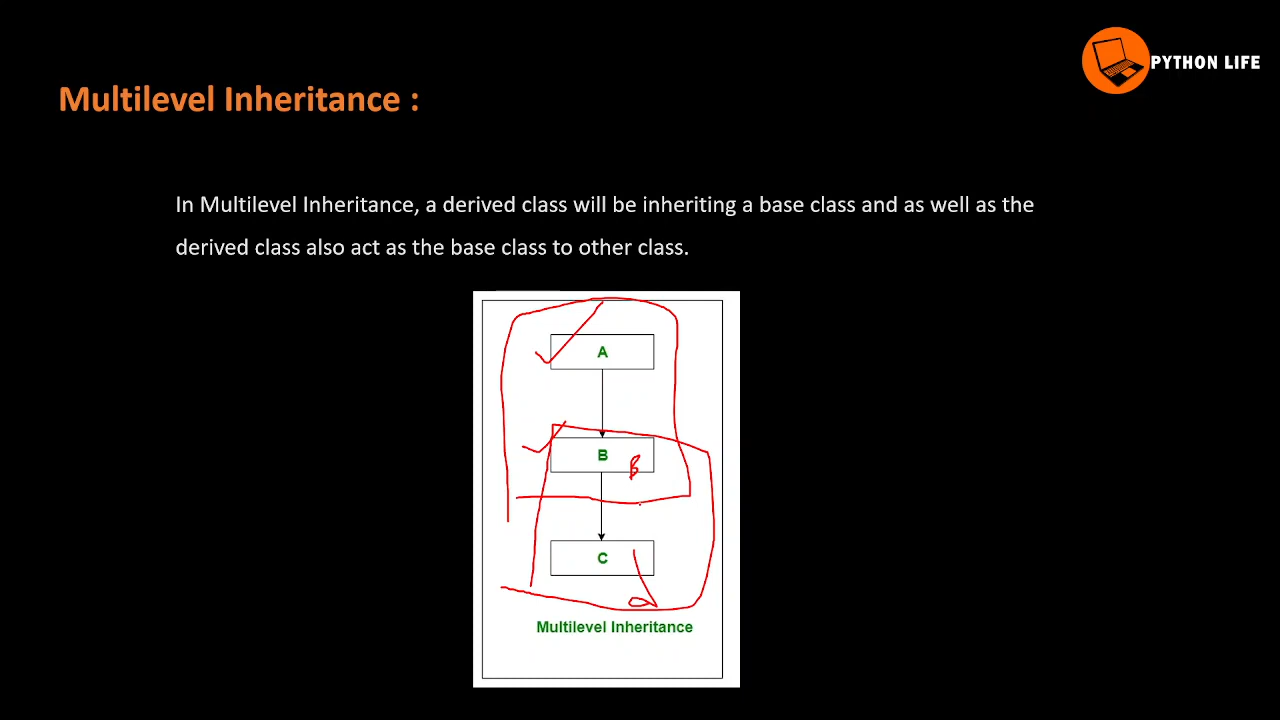 PYTHON LIFE
Multilevel Inheritance :
In Multilevel Inheritance, a derived class will be inheriting a base class and as well as the
derived class also act as the base class to other class.
A
B
B
C
d
Multilevel Inheritance